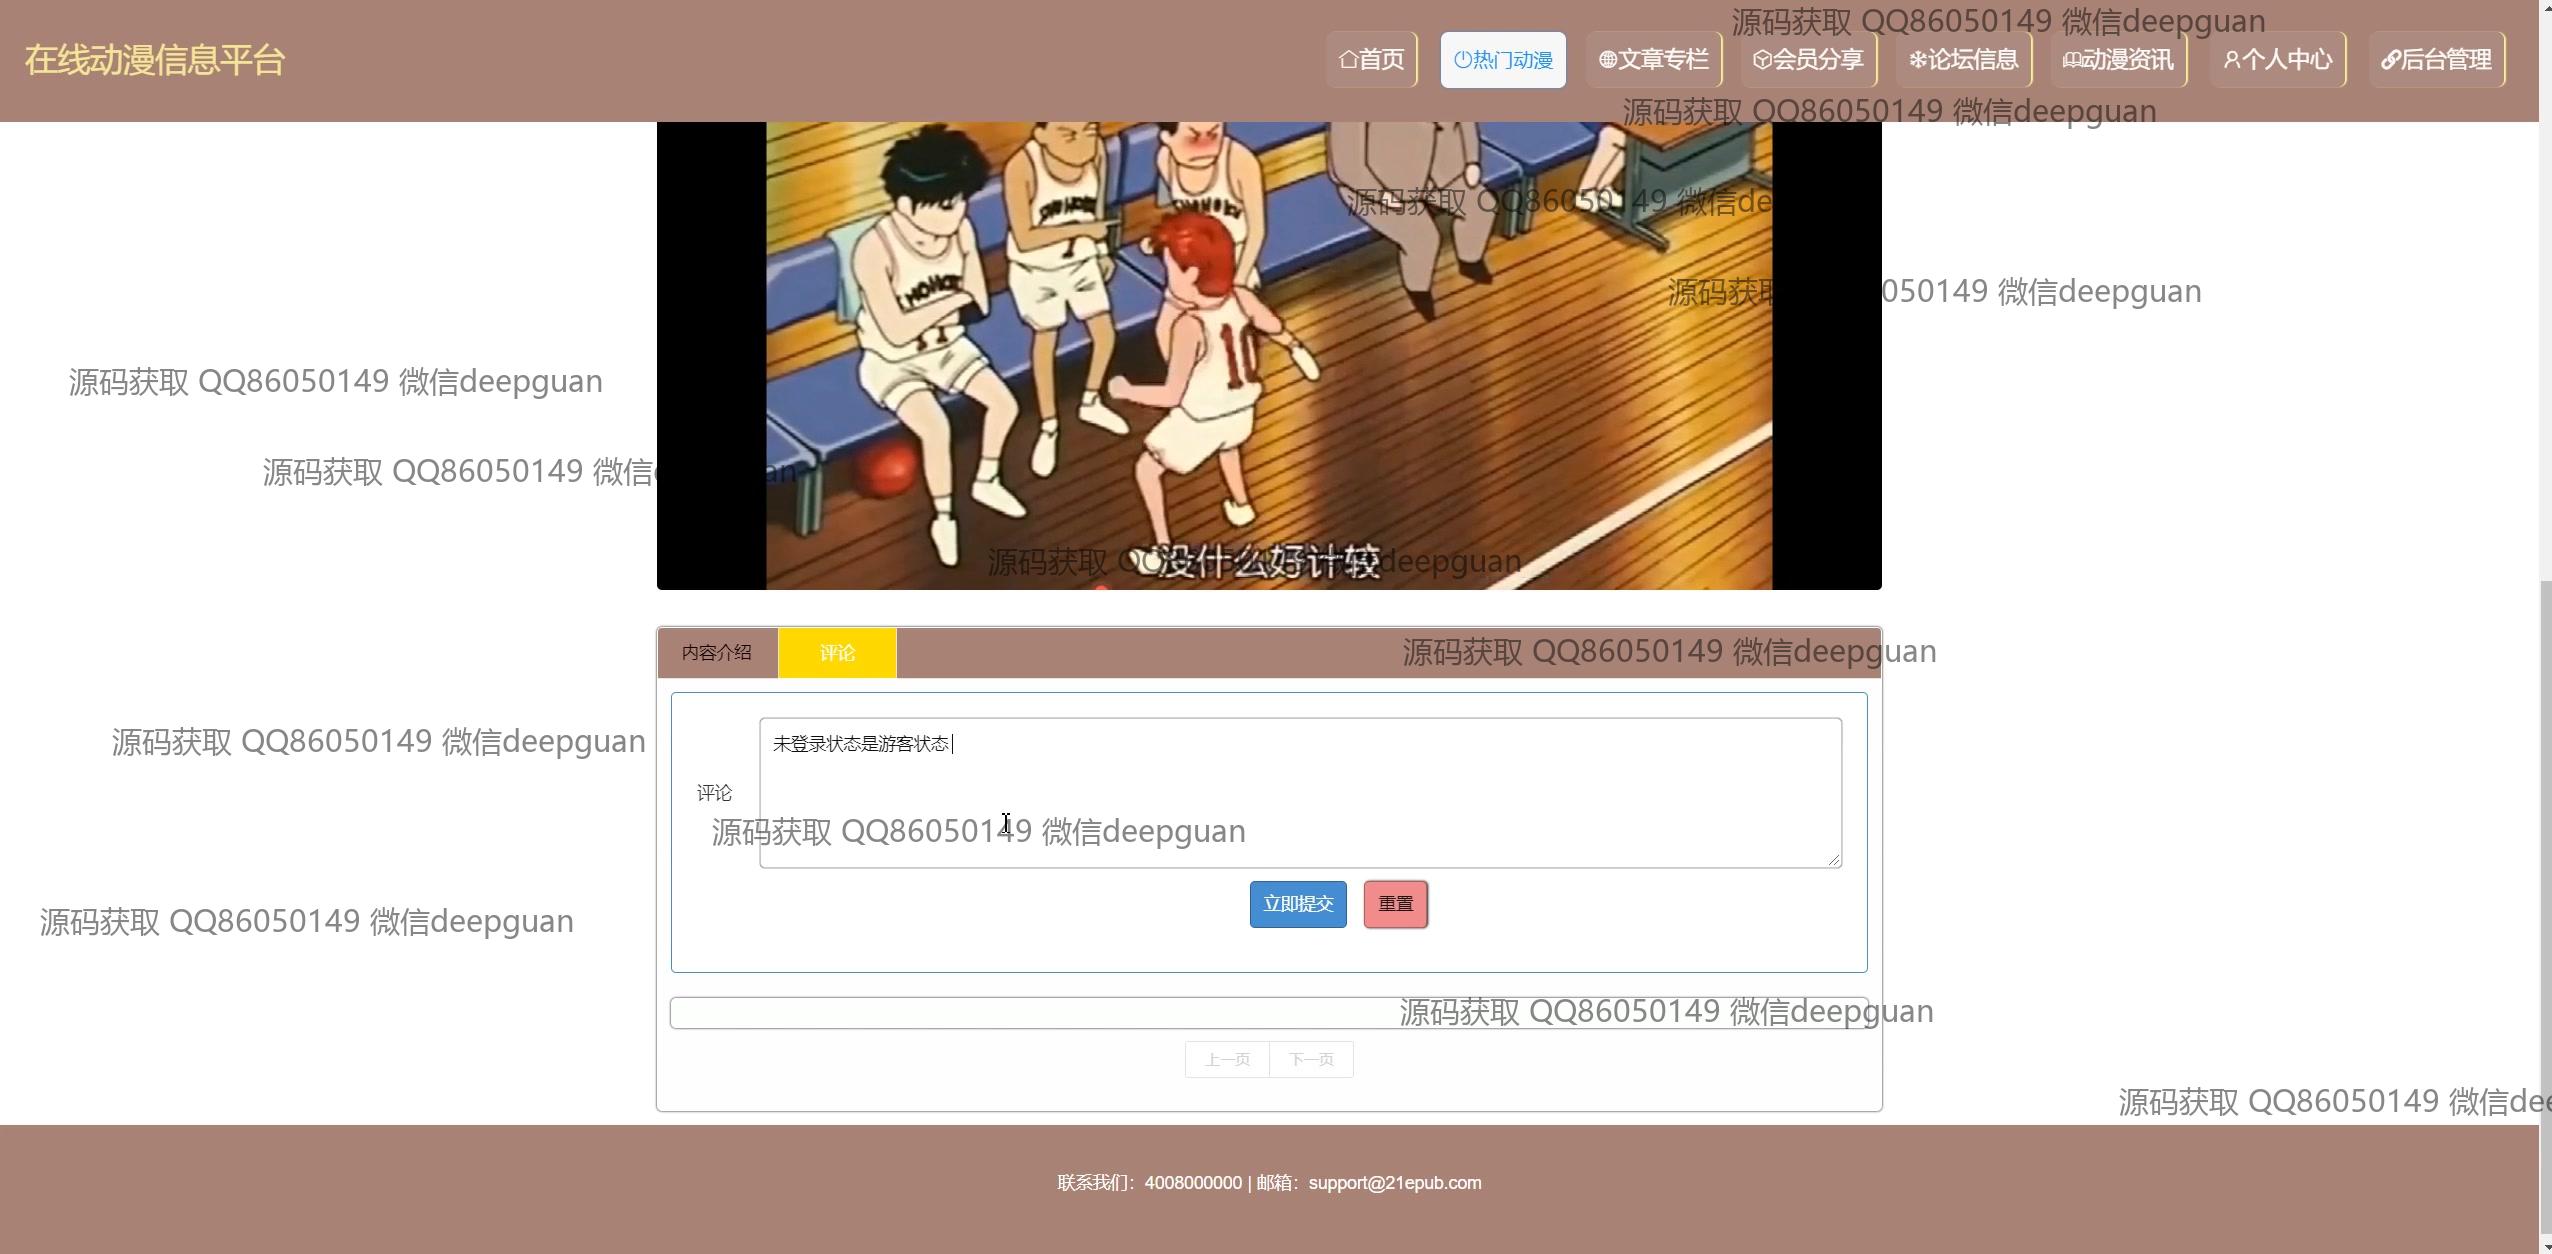 源码获取 QQ86050149 微信deepguan
在线动漫信息平台
首页 热门动漫 文章专栏 会员分享 论坛信息 动漫资讯 个人中心 后台管理
源码获取 QQ86050149 微信deepguan
源码获取 QQ86050149 微信de
SHOHOKU
源码获取 050149 微信deepguan
10
源码获取 QQ86050149 微信deepguan
源码获取 QQ86050149 微信 an
没什么好计较
源码获取 deepguan
内容介绍 评论
源码获取 QQ86050149 微信deepguan
未登录状态是游客状态
源码获取 QQ86050149 微信deepguan
评论
源码获取 QQ86050149 微信deepguan
立即提交 重置
源码获取 QQ86050149 微信deepguan
源码获取 QQ86050149 微信deepguan
上一页 下一页
源码获取 QQ86050149 微信dee
联系我们：4008000000 | 邮箱：support@21epub.com